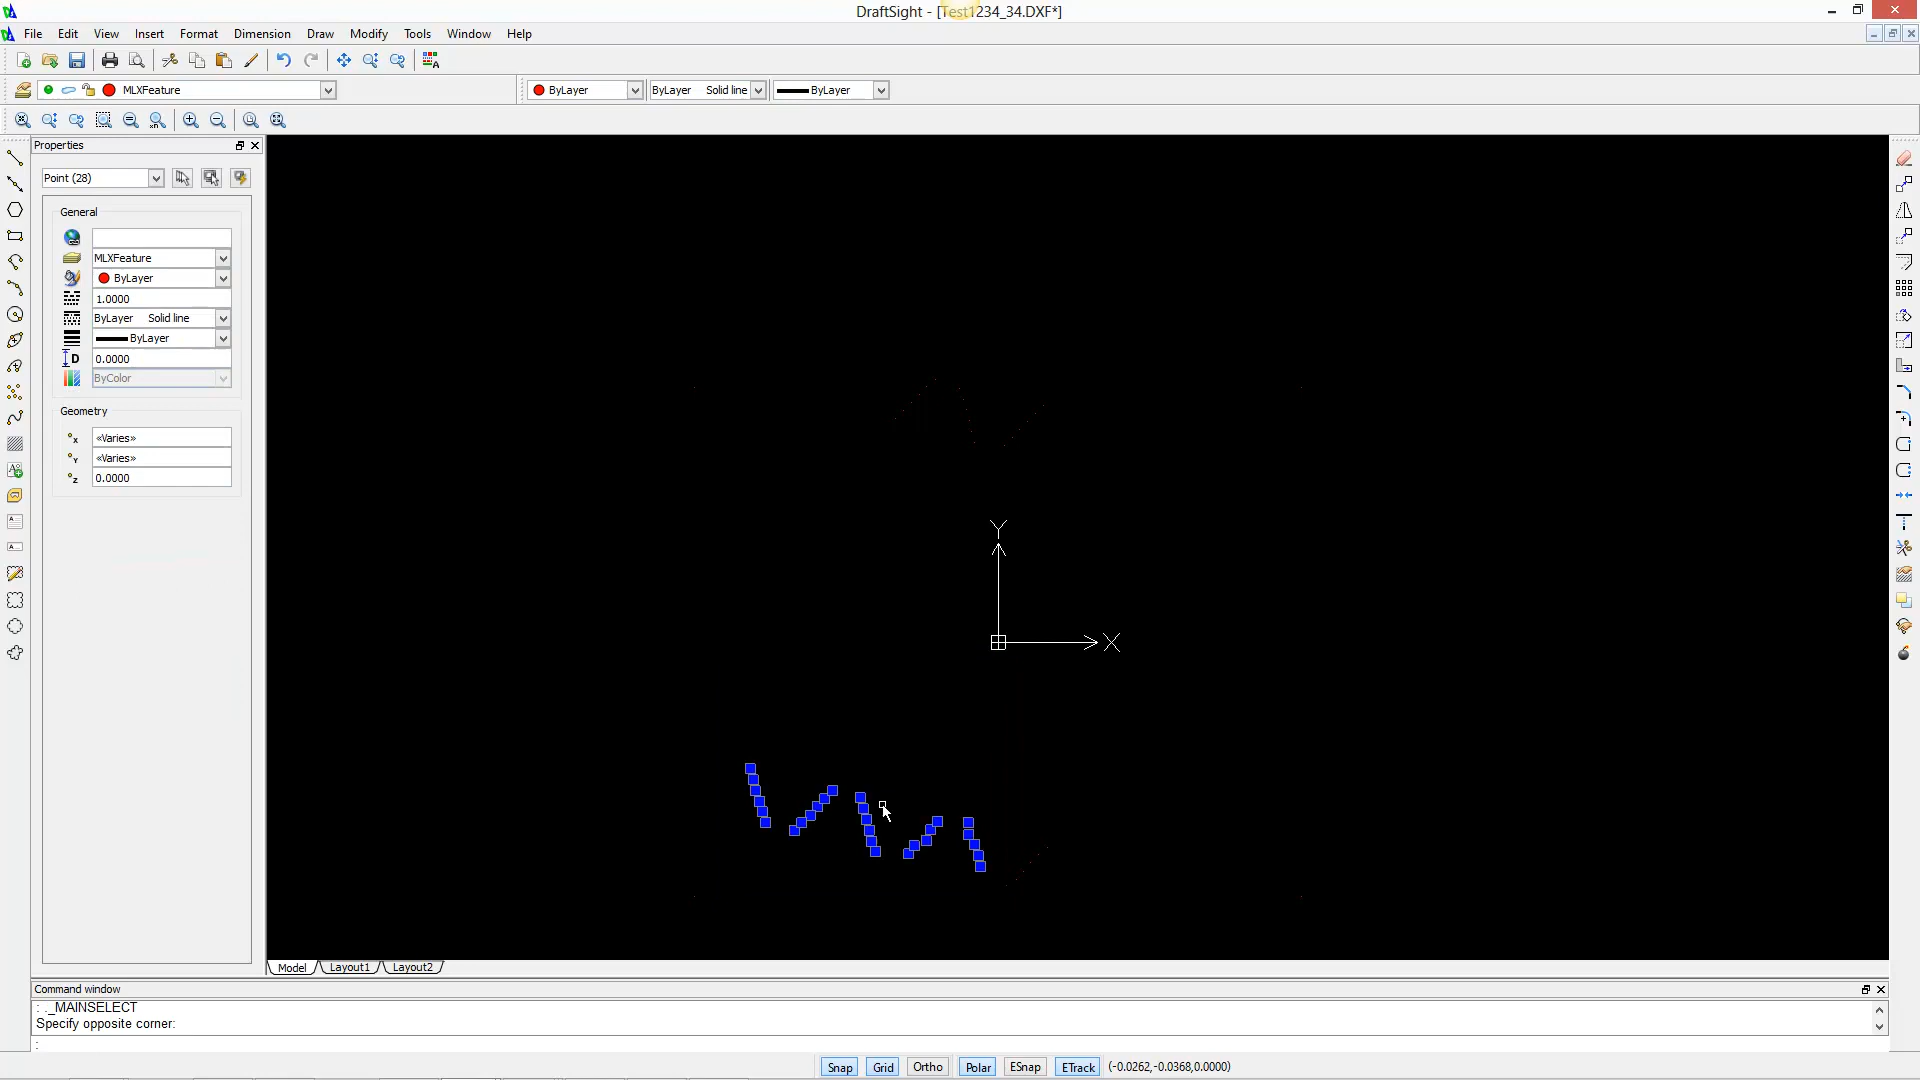 DraftSight - [Test1234_34.DXF*]
File Edit View Insert Format Dimension Draw Modify Tools Window Help
MLXFeature ByLayer ByLayer Solid line ByLayer
Properties
Point (28)
General
MLXFeature
ByLayer
1.0000
ByLayer Solid line
ByLayer
D 0.0000
ByColor
Geometry
X «Varies»
Y «Varies»
Z 0.0000
Y
X
Model Layout1 Layout2
Command window
: ._MAINSELECT
Specify opposite corner:
:
Snap Grid Ortho Polar ESnap ETrack (-0.0262,-0.0368,0.0000)